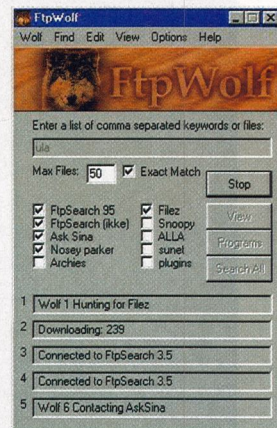 FtpWolf
Wolf Find Edit View Options Help
FtpWolf
Enter a list of comma separated keywords or files:
ula
Max Files: 50 Exact Match
Stop
FtpSearch 95 Filez
View
FtpSearch (ikke) Snoopy
Ask Sina ALLA
Programs
Nosey parker sunet
Archies plugins
Search All
1 Wolf 1 Hunting for Filez
2 Downloading: 239
3 Connected to FtpSearch 3.5
4 Connected to FtpSearch 3.5
5 Wolf 6 Contacting AskSina